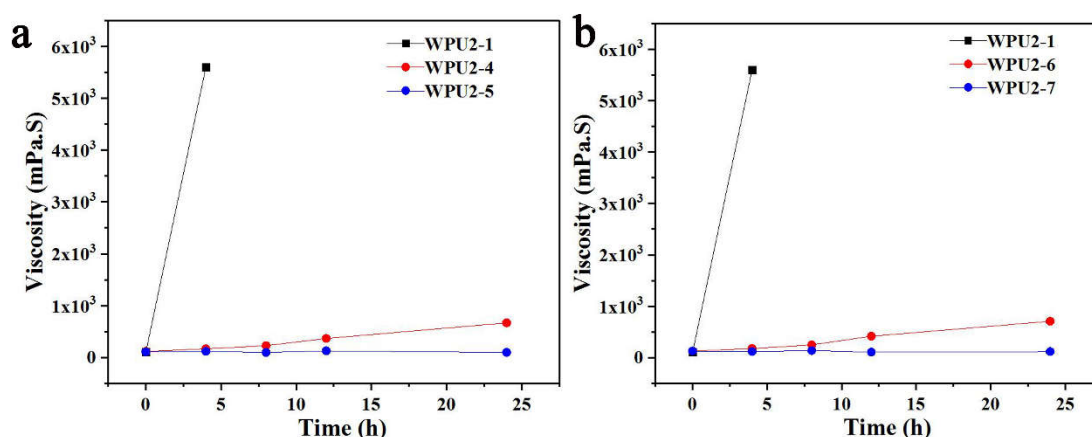 a
WPU2-1
WPU2-4
WPU2-5
6x10³
5x10³
4x10³
3x10³
2x10³
1x10³
0
Viscosity (mPa.S)
0 5 10 15 20 25
Time (h)
b
WPU2-1
WPU2-6
WPU2-7
6x10³
5x10³
4x10³
3x10³
2x10³
1x10³
0
Viscosity (mPa.S)
0 5 10 15 20 25
Time (h)